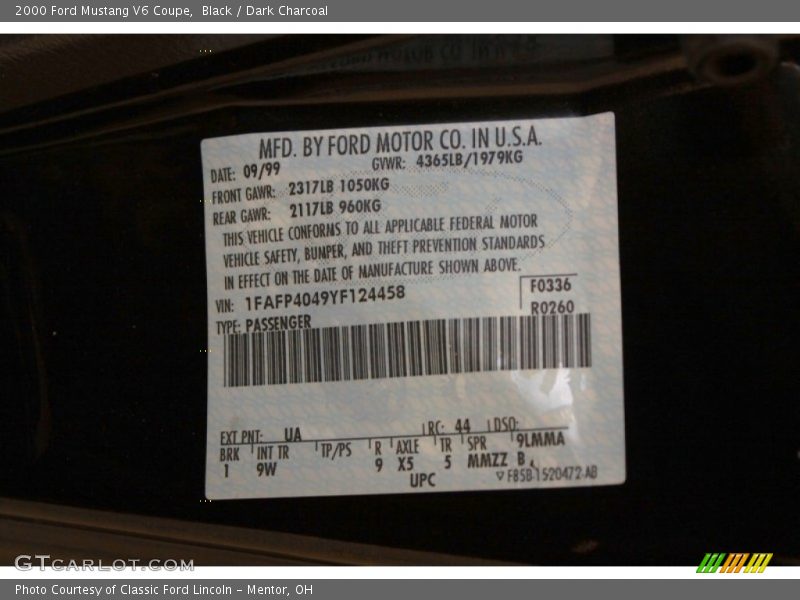 2000 Ford Mustang V6 Coupe, Black / Dark Charcoal
MFD. BY FORD MOTOR CO. IN U.S.A.
DATE: 09/99 GVWR: 4365LB/1979KG
FRONT GAWR: 2317LB 1050KG
REAR GAWR: 2117LB 960KG
THIS VEHICLE CONFORMS TO ALL APPLICABLE FEDERAL MOTOR
VEHICLE SAFETY, BUMPER, AND THEFT PREVENTION STANDARDS
IN EFFECT ON THE DATE OF MANUFACTURE SHOWN ABOVE.
VIN: 1FAFP4049YF124458 F0336
TYPE: PASSENGER R0260
EXT PNT: UA RC: 44 DSO:
BRK INT TR TP/PS R AXLE TR SPR 9LMMA
1 9W 9 X5 5 MMZZ B
UPC F85B-1520472-AB
GTCARLOT.COM
Photo Courtesy of Classic Ford Lincoln - Mentor, OH